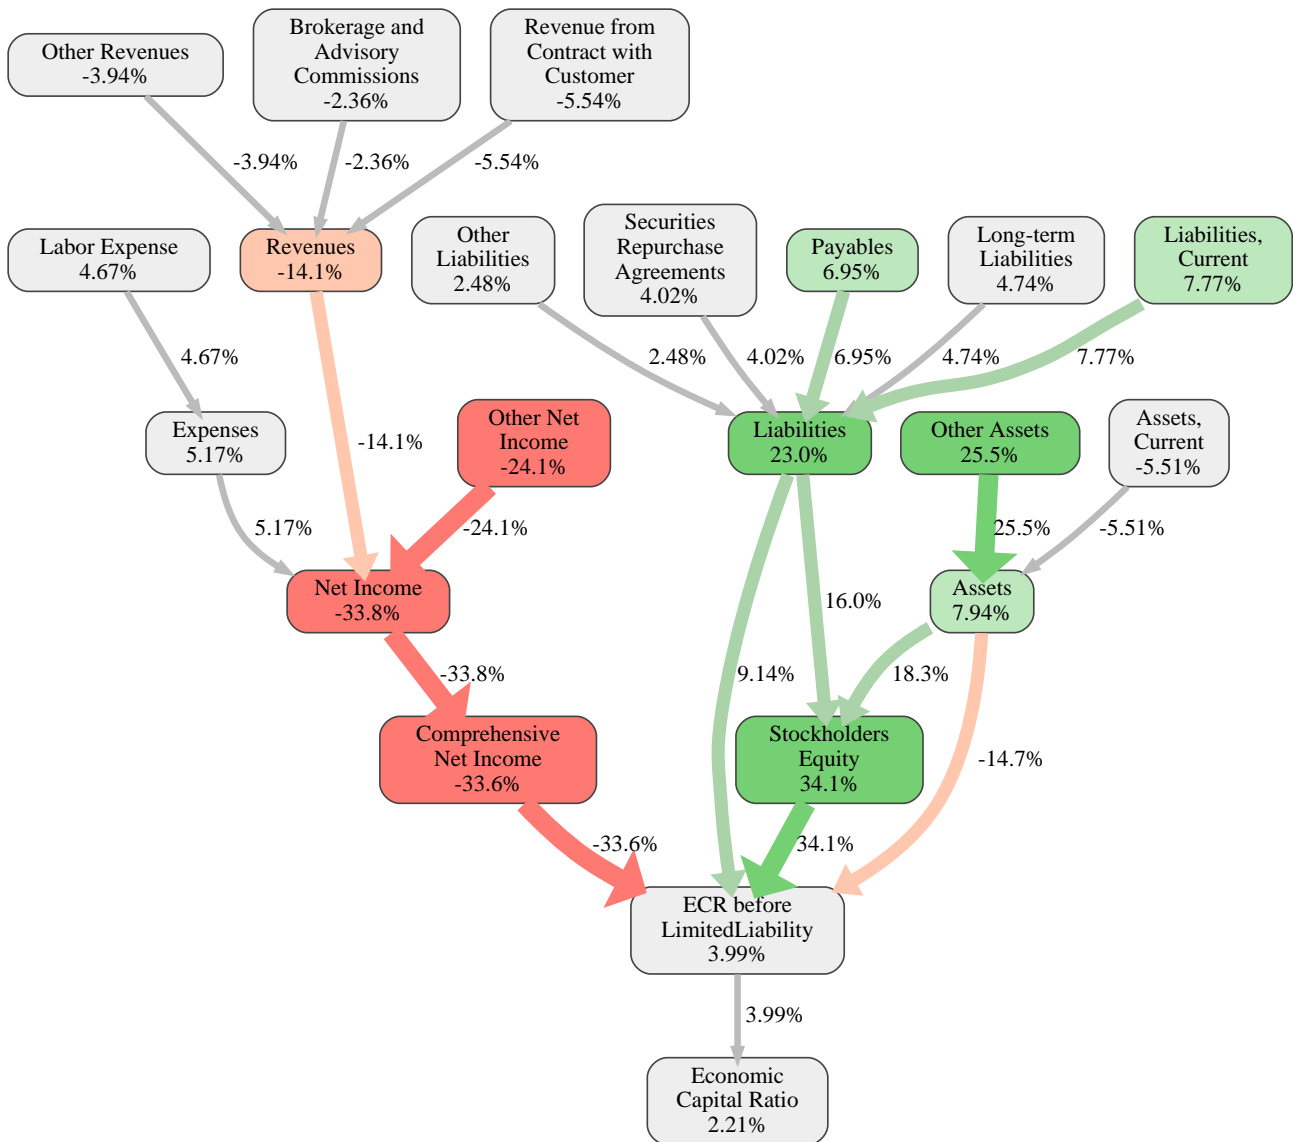 Other Revenues
-3.94%
Brokerage and
Advisory
Commissions
-2.36%
Revenue from
Contract with
Customer
-5.54%
-3.94%
-2.36%
-5.54%
Labor Expense
4.67%
Revenues
-14.1%
Other
Liabilities
2.48%
Securities
Repurchase
Agreements
4.02%
Payables
6.95%
Long-term
Liabilities
4.74%
Liabilities,
Current
7.77%
4.67%
2.48%
4.02%
6.95%
4.74%
7.77%
Expenses
5.17%
-14.1%
Other Net
Income
-24.1%
Liabilities
23.0%
Other Assets
25.5%
Assets,
Current
-5.51%
5.17%
-24.1%
25.5%
-5.51%
Net Income
-33.8%
16.0%
Assets
7.94%
-33.8%
9.14%
18.3%
Comprehensive
Net Income
-33.6%
Stockholders
Equity
34.1%
-14.7%
-33.6%
34.1%
ECR before
LimitedLiability
3.99%
3.99%
Economic
Capital Ratio
2.21%